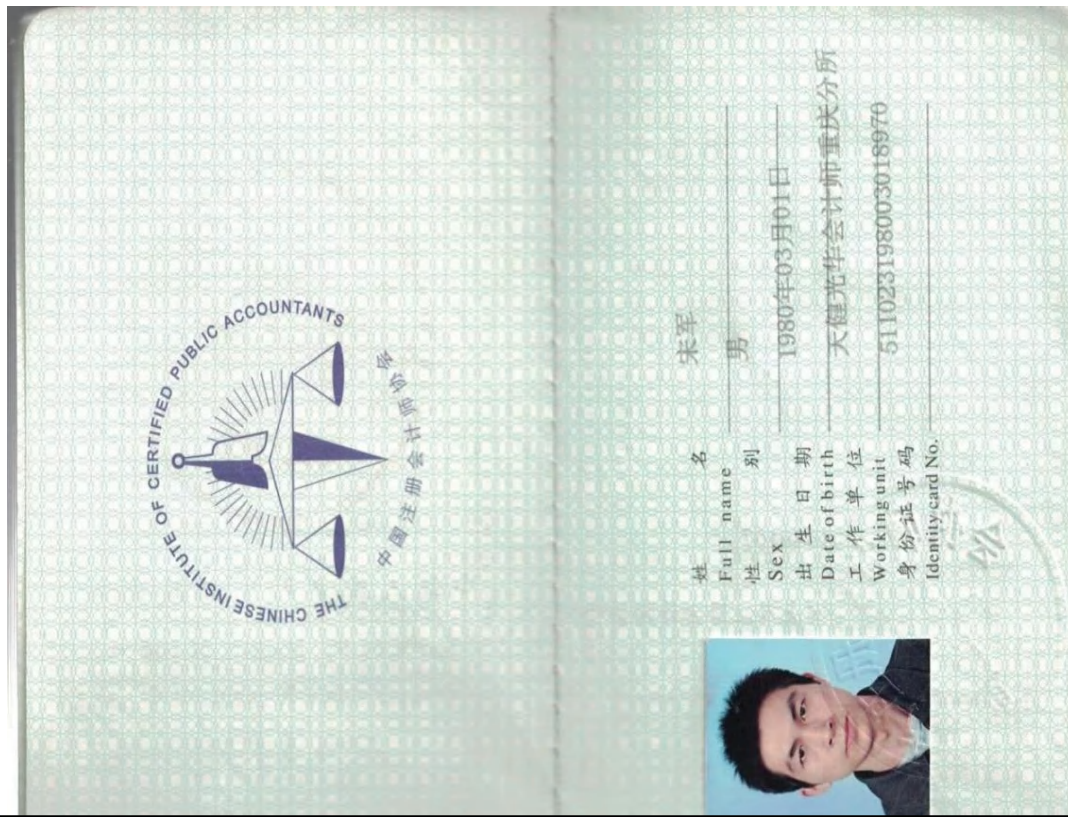 THE CHINESE INSTITUTE OF CERTIFIED PUBLIC ACCOUNTANTS
中国注册会计师协会
姓 名 宋军
Full name
性 别 男
Sex
出 生 日 期 1980年03月01日
Date of birth
工 作 单 位 天健光华会计师重庆分所
Working unit
身 份 证 号 码 511023198003018970
Identity card No.